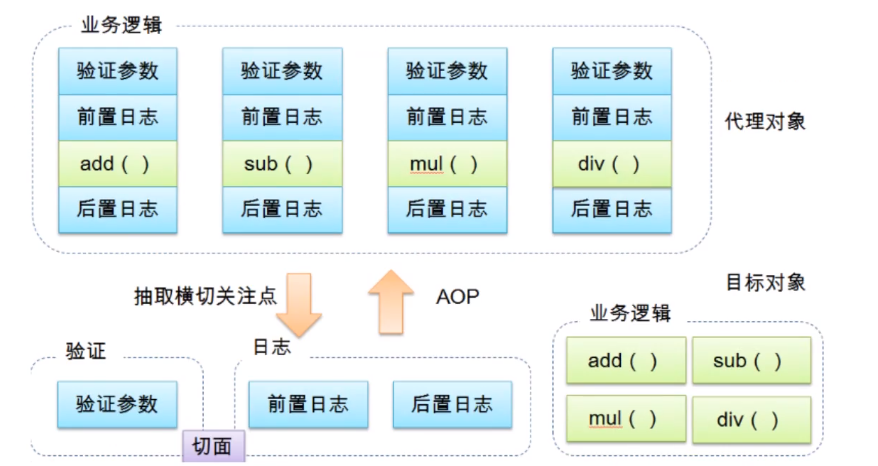 业务逻辑
验证参数 验证参数 验证参数 验证参数
前置日志 前置日志 前置日志 前置日志
代理对象
add（ ） sub（ ） mul（ ） div（ ）
后置日志 后置日志 后置日志 后置日志
抽取横切关注点 AOP
目标对象
业务逻辑
验证 日志
add（ ） sub（ ）
验证参数 前置日志 后置日志
mul（ ） div（ ）
切面